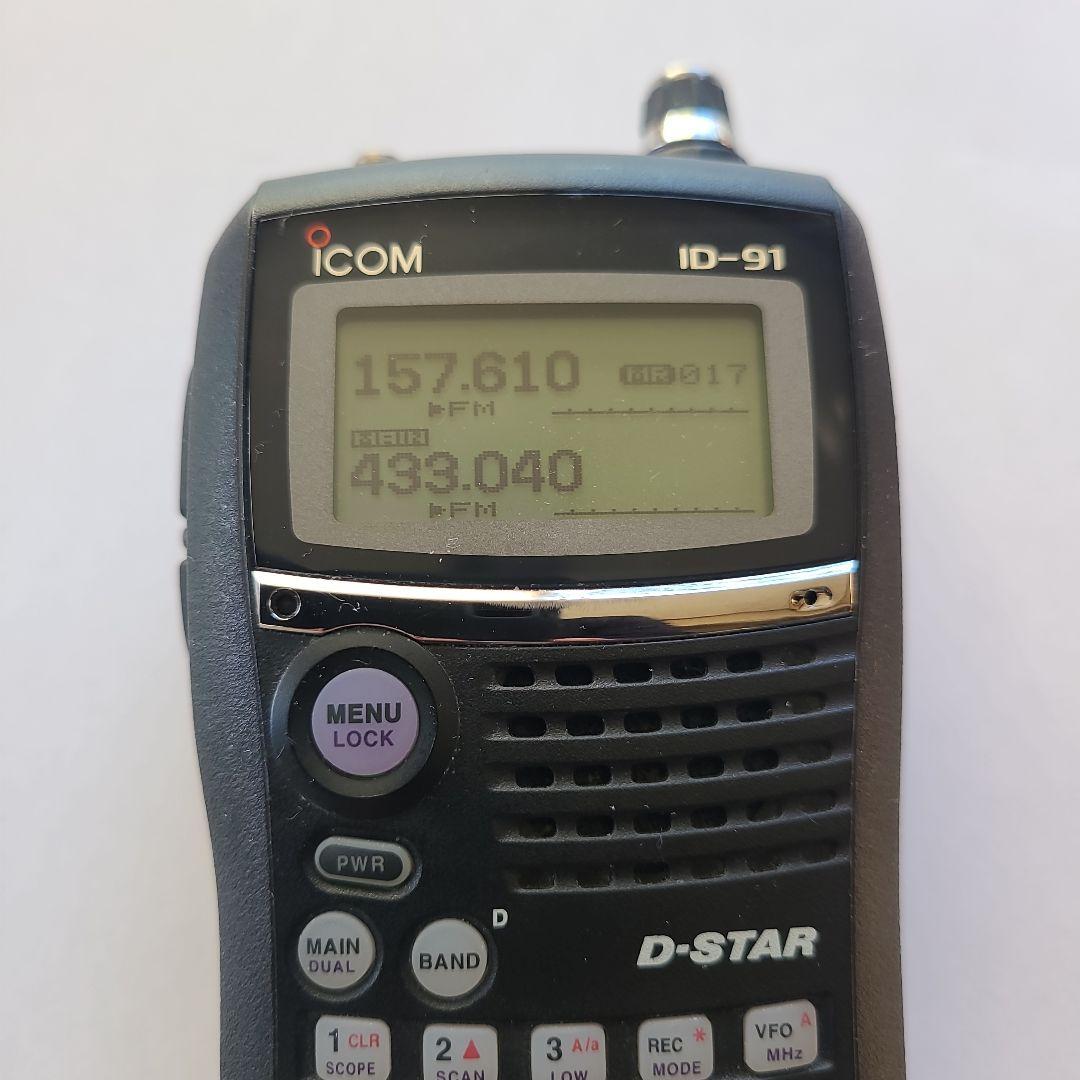 ICOM ID-91
157.610 MR 017
FM
MAIN
433.040
FM
MENU
LOCK
PWR
MAIN
DUAL
BAND
D
D-STAR
1 CLR
SCOPE
2 ▲
SCAN
3 A/a
LOW
REC *
MODE
VFO A
MHz